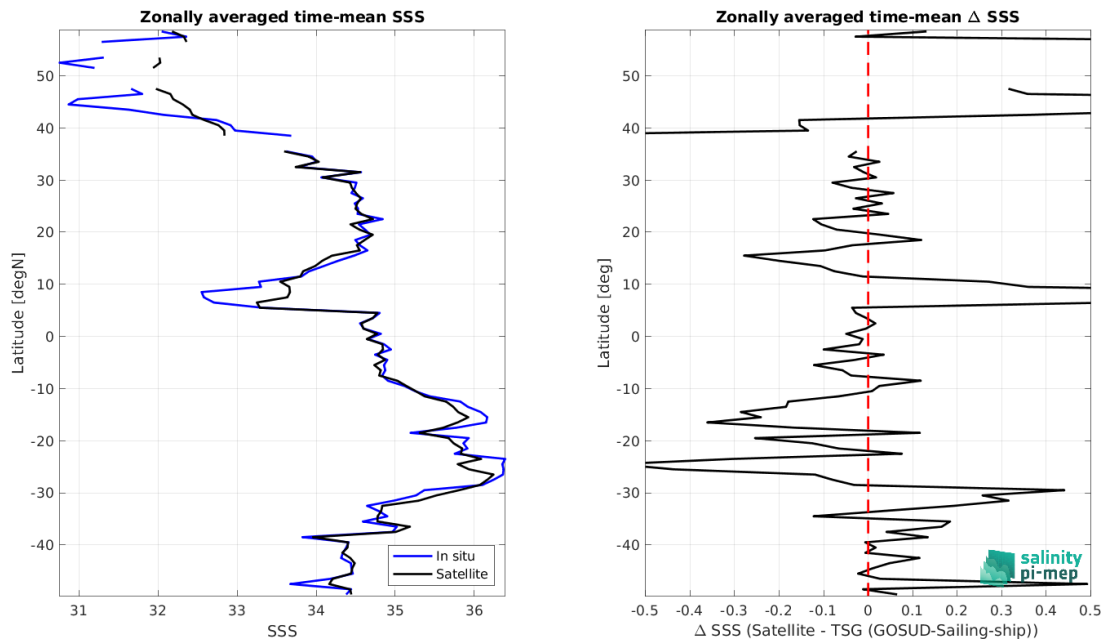 Zonally averaged time-mean SSS
50
40
30
20
10
0
-10
-20
-30
-40
Latitude [degN]
31 32 33 34 35 36
SSS
In situ
Satellite
Zonally averaged time-mean Δ SSS
50
40
30
20
10
0
-10
-20
-30
-40
Latitude [deg]
-0.5 -0.4 -0.3 -0.2 -0.1 0 0.1 0.2 0.3 0.4 0.5
Δ SSS (Satellite - TSG (GOSUD-Sailing-ship))
salinity
pi-mep